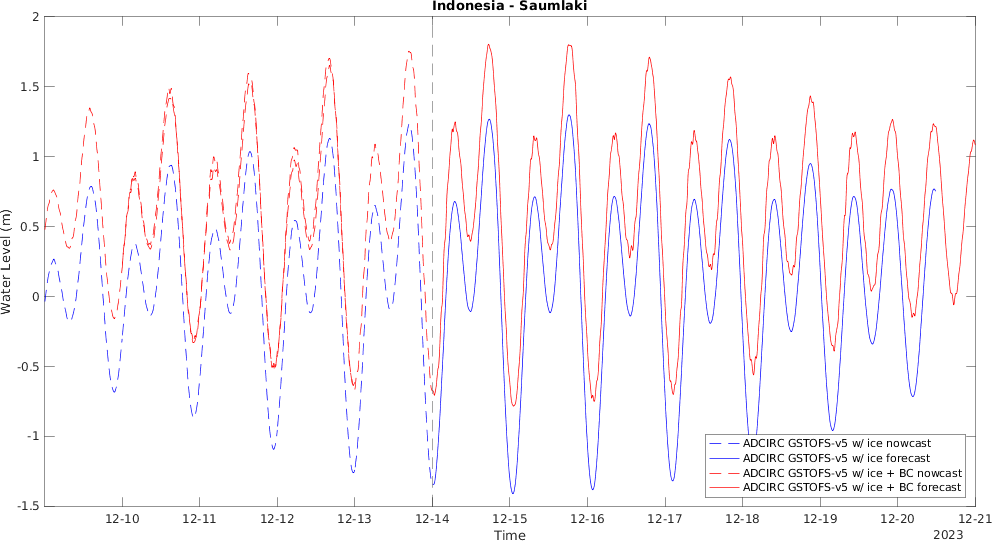 Indonesia - Saumlaki
Water Level (m)
2
1.5
1
0.5
0
-0.5
-1
-1.5
ADCIRC GSTOFS-v5 w/ ice nowcast
ADCIRC GSTOFS-v5 w/ ice forecast
ADCIRC GSTOFS-v5 w/ ice + BC nowcast
ADCIRC GSTOFS-v5 w/ ice + BC forecast
12-10 12-11 12-12 12-13 12-14 12-15 12-16 12-17 12-18 12-19 12-20 12-21
Time
2023